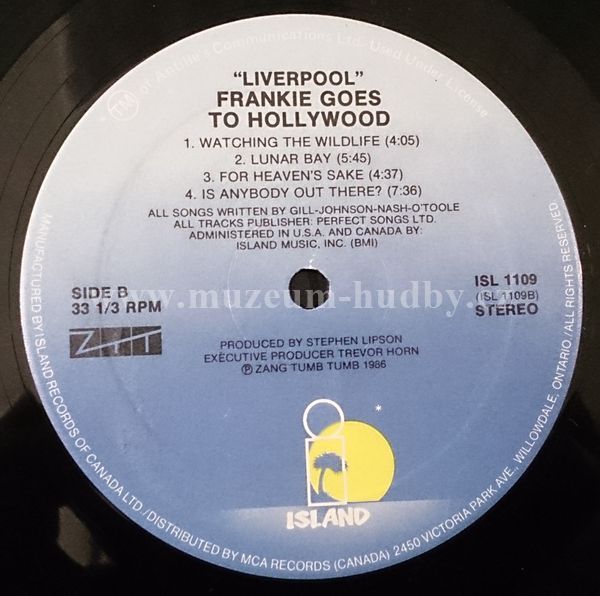 TM of Antillar's Communications Ltd. Used Under License
"LIVERPOOL"
FRANKIE GOES
TO HOLLYWOOD
1. WATCHING THE WILDLIFE (4:05)
2. LUNAR BAY (5:45)
3. FOR HEAVEN'S SAKE (4:37)
4. IS ANYBODY OUT THERE? (7:36)
ALL SONGS WRITTEN BY GILL-JOHNSON-NASH-O'TOOLE
ALL TRACKS PUBLISHER: PERFECT SONGS LTD.
ADMINISTERED IN U.S.A. AND CANADA BY:
ISLAND MUSIC, INC. (BMI)
www.muzeum-hudby.
SIDE B
33 1/3 RPM
ZTT
ISL 1109
(ISL 1109B)
STEREO
PRODUCED BY STEPHEN LIPSON
EXECUTIVE PRODUCER TREVOR HORN
Ⓟ ZANG TUMB TUMB 1986
*
ISLAND
MANUFACTURED BY ISLAND RECORDS OF CANADA LTD./DISTRIBUTED BY MCA RECORDS (CANADA) 2450 VICTORIA PARK AVE., WILLOWDALE, ONTARIO/ALL RIGHTS RESERVED.